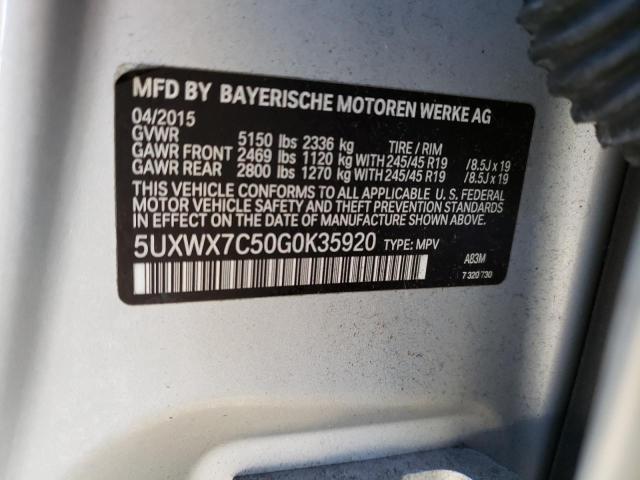 MFD BY BAYERISCHE MOTOREN WERKE AG
04/2015
GVWR 5150 lbs 2336 kg TIRE / RIM
GAWR FRONT 2469 lbs 1120 kg WITH 245/45 R19 /8.5J x 19
GAWR REAR 2800 lbs 1270 kg WITH 245/45 R19 /8.5J x 19
THIS VEHICLE CONFORMS TO ALL APPLICABLE U. S. FEDERAL
MOTOR VEHICLE SAFETY AND THEFT PREVENTION STANDARDS
IN EFFECT ON THE DATE OF MANUFACTURE SHOWN ABOVE.
5UXWX7C50G0K35920 TYPE: MPV A83M
7 320 730